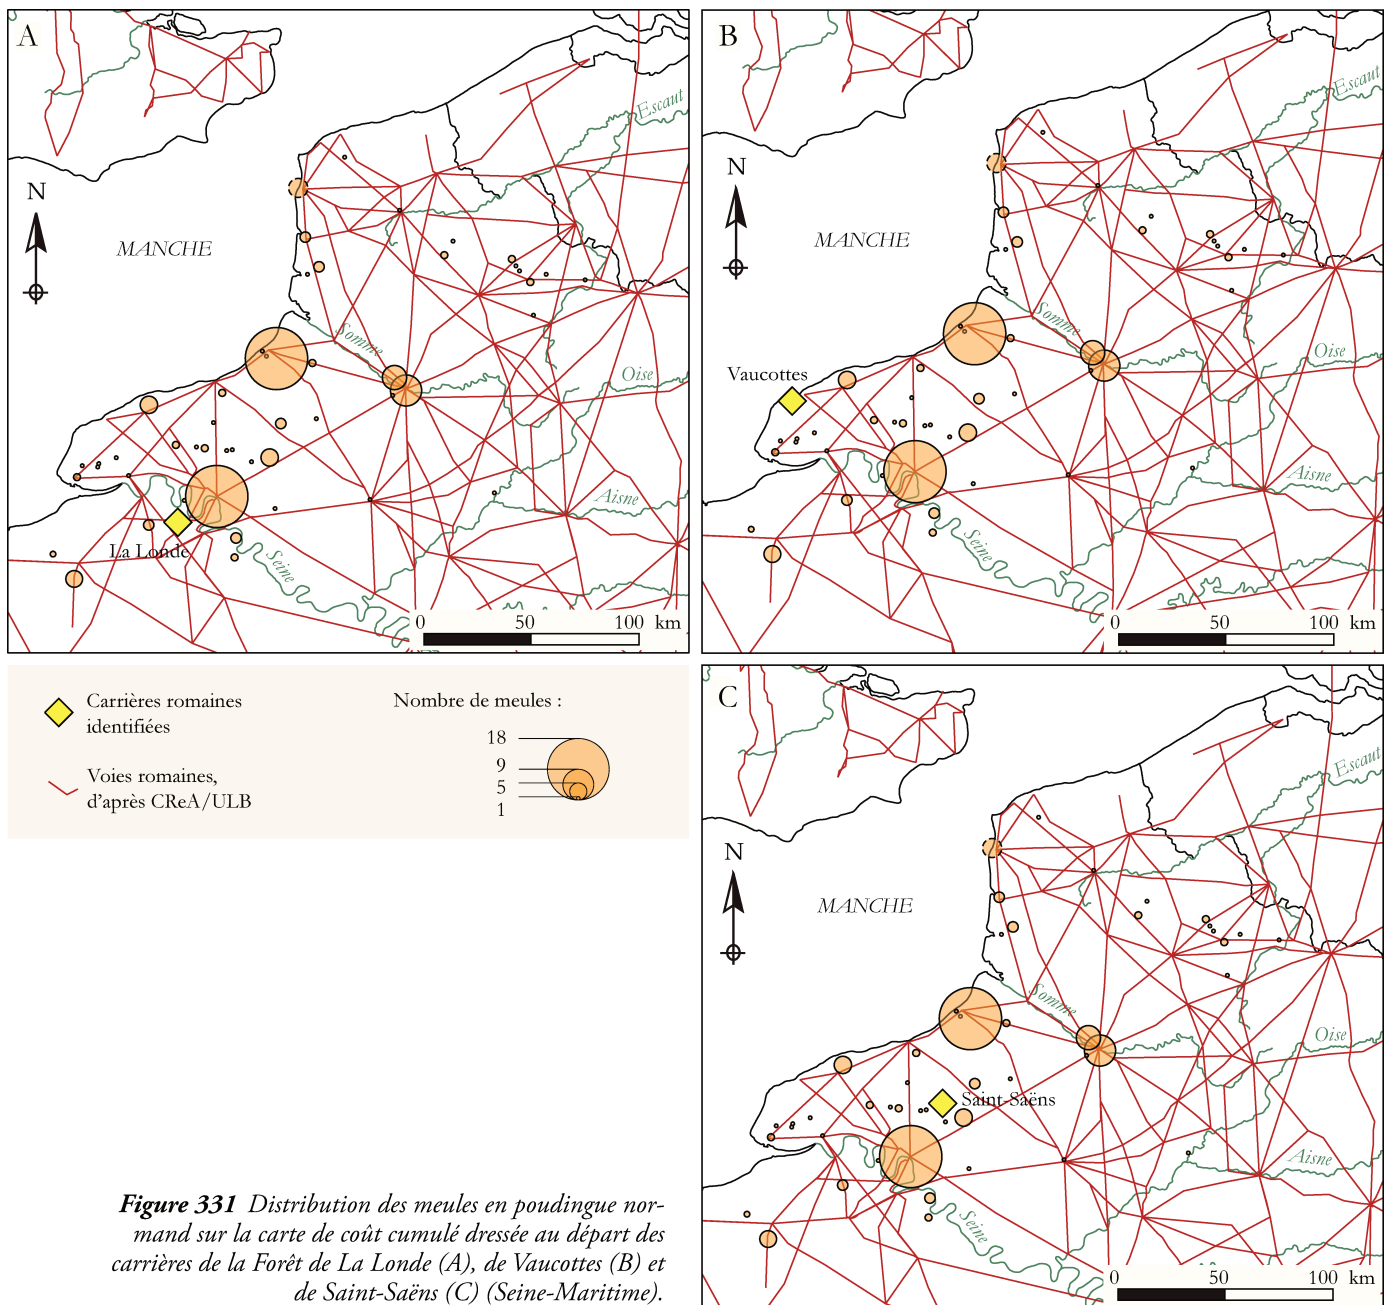 A
Escaut
N
MANCHE
Somme
Oise
Aisne
La Londe
Seine
0 50 100 km
B
Escaut
N
MANCHE
Somme
Oise
Vaucottes
Aisne
Seine
0 50 100 km
Carrières romaines
identifiées
Voies romaines,
d'après CReA/ULB
Nombre de meules :
18
9
5
1
C
Escaut
N
MANCHE
Somme
Oise
Saint-Saëns
Aisne
Seine
0 50 100 km
Figure 331 Distribution des meules en poudingue nor-
mand sur la carte de coût cumulé dressée au départ des
carrières de la Forêt de La Londe (A), de Vaucottes (B) et
de Saint-Saëns (C) (Seine-Maritime).